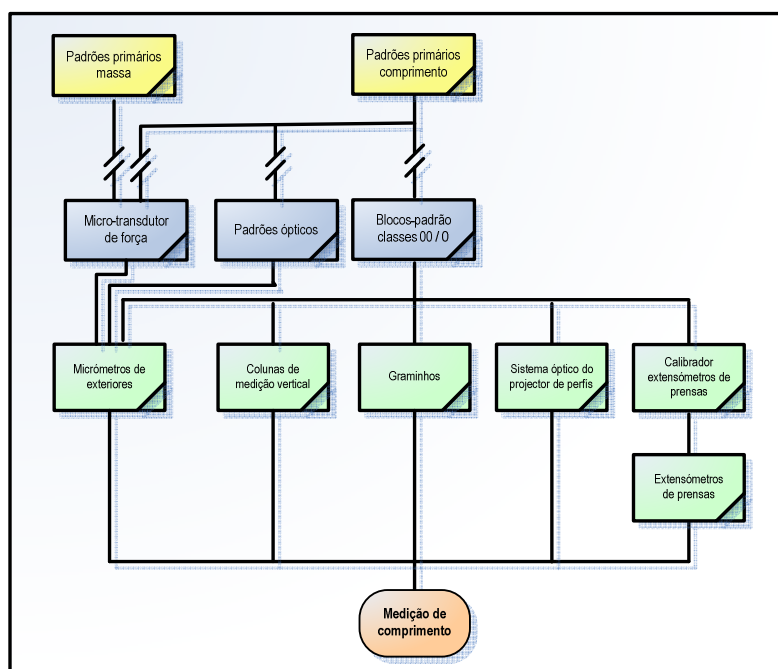 Padrões primários
massa
Padrões primários
comprimento
Micro-transdutor
de força
Padrões ópticos
Blocos-padrão
classes 00 / 0
Micrómetros de
exteriores
Colunas de
medição vertical
Graminhos
Sistema óptico do
projector de perfis
Calibrador
extensómetros de
prensas
Extensómetros
de prensas
Medição de
comprimento